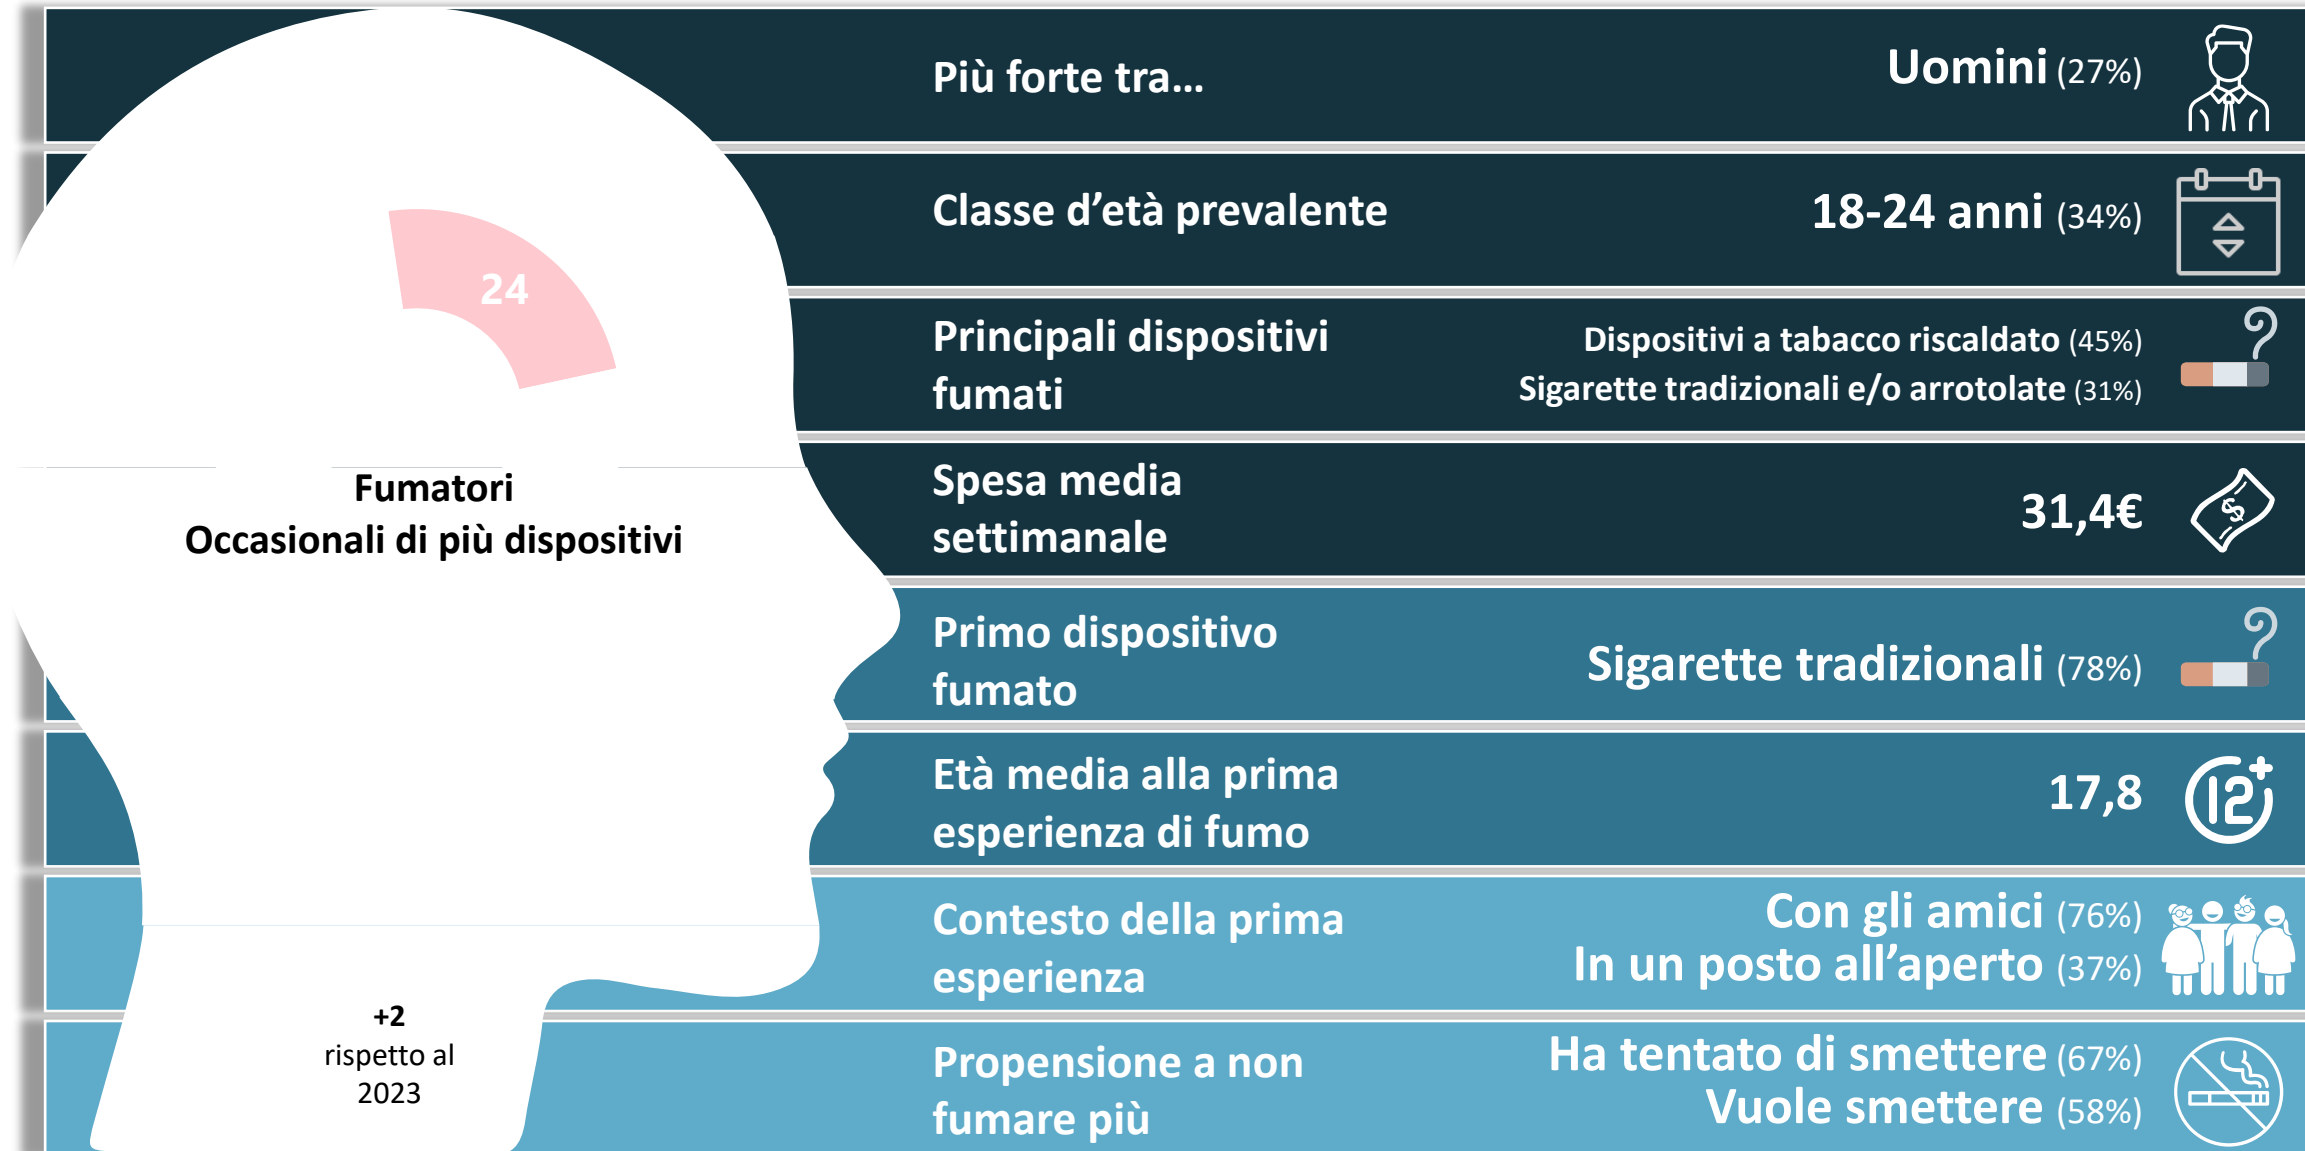 24
Fumatori
Occasionali di più dispositivi
+2
rispetto al
2023
Più forte tra...
Uomini (27%)
Classe d'età prevalente
18-24 anni (34%)
Principali dispositivi
fumati
Dispositivi a tabacco riscaldato (45%)
Sigarette tradizionali e/o arrotolate (31%)
Spesa media
settimanale
31,4€
$
Primo dispositivo
fumato
Sigarette tradizionali (78%)
Età media alla prima
esperienza di fumo
17,8
12+
Contesto della prima
esperienza
Con gli amici (76%)
In un posto all'aperto (37%)
Propensione a non
fumare più
Ha tentato di smettere (67%)
Vuole smettere (58%)